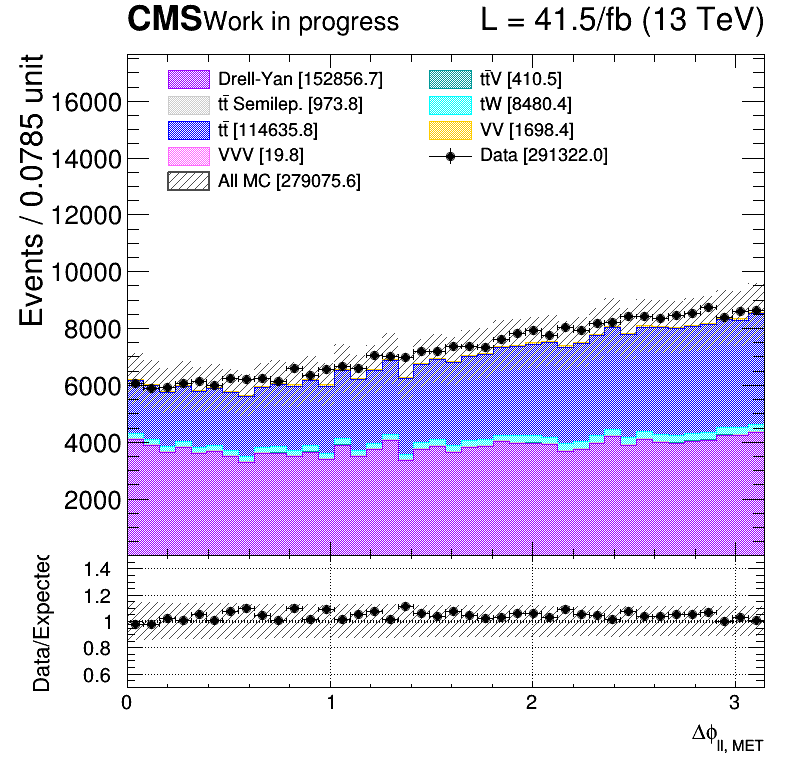 CMS Work in progress L = 41.5/fb (13 TeV)
Events / 0.0785 unit
Drell-Yan [152856.7]
tt̄ Semilep. [973.8]
tt̄ [114635.8]
VVV [19.8]
All MC [279075.6]
tt̄V [410.5]
tW [8480.4]
VV [1698.4]
Data [291322.0]
16000
14000
12000
10000
8000
6000
4000
2000
Data/Expected
1.4
1.2
1
0.8
0.6
0 1 2 3
Δϕ_ll, MET